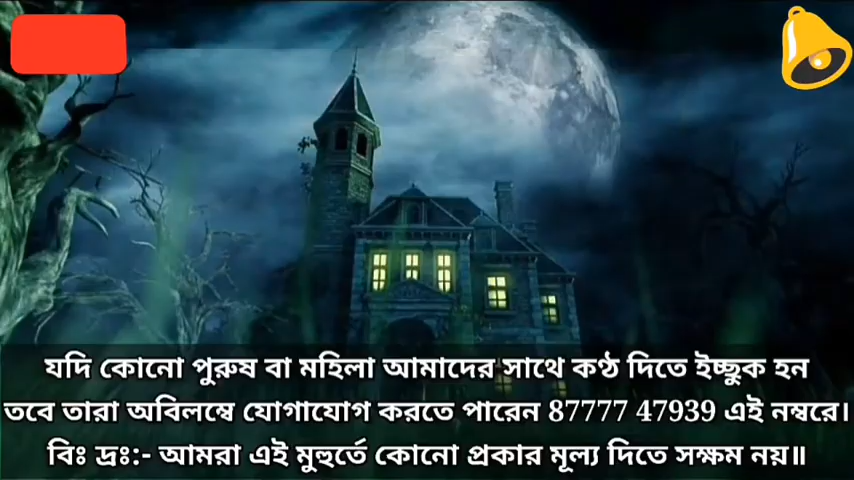 যদি কোনো পুরুষ বা মহিলা আমাদের সাথে কণ্ঠ দিতে ইচ্ছুক হন
তবে তারা অবিলম্বে যোগাযোগ করতে পারেন 87777 47939 এই নম্বরে।
বিঃ দ্রঃ:- আমরা এই মুহুর্তে কোনো প্রকার মূল্য দিতে সক্ষম নয়॥